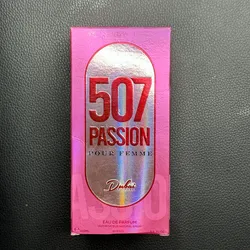 507
PASSION
POUR FEMME
Dubai
EAU DE PARFUM